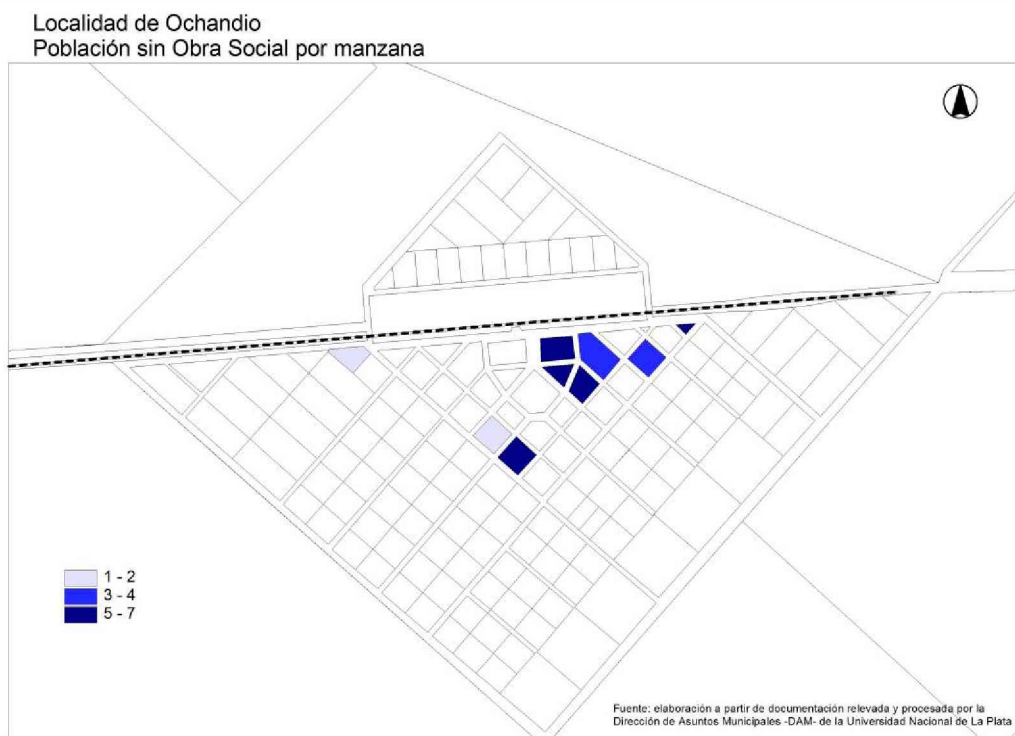 Localidad de Ochandio
Población sin Obra Social por manzana
1 - 2
3 - 4
5 - 7
Fuente: elaboración a partir de documentación relevada y procesada por la
Dirección de Asuntos Municipales -DAM- de la Universidad Nacional de La Plata